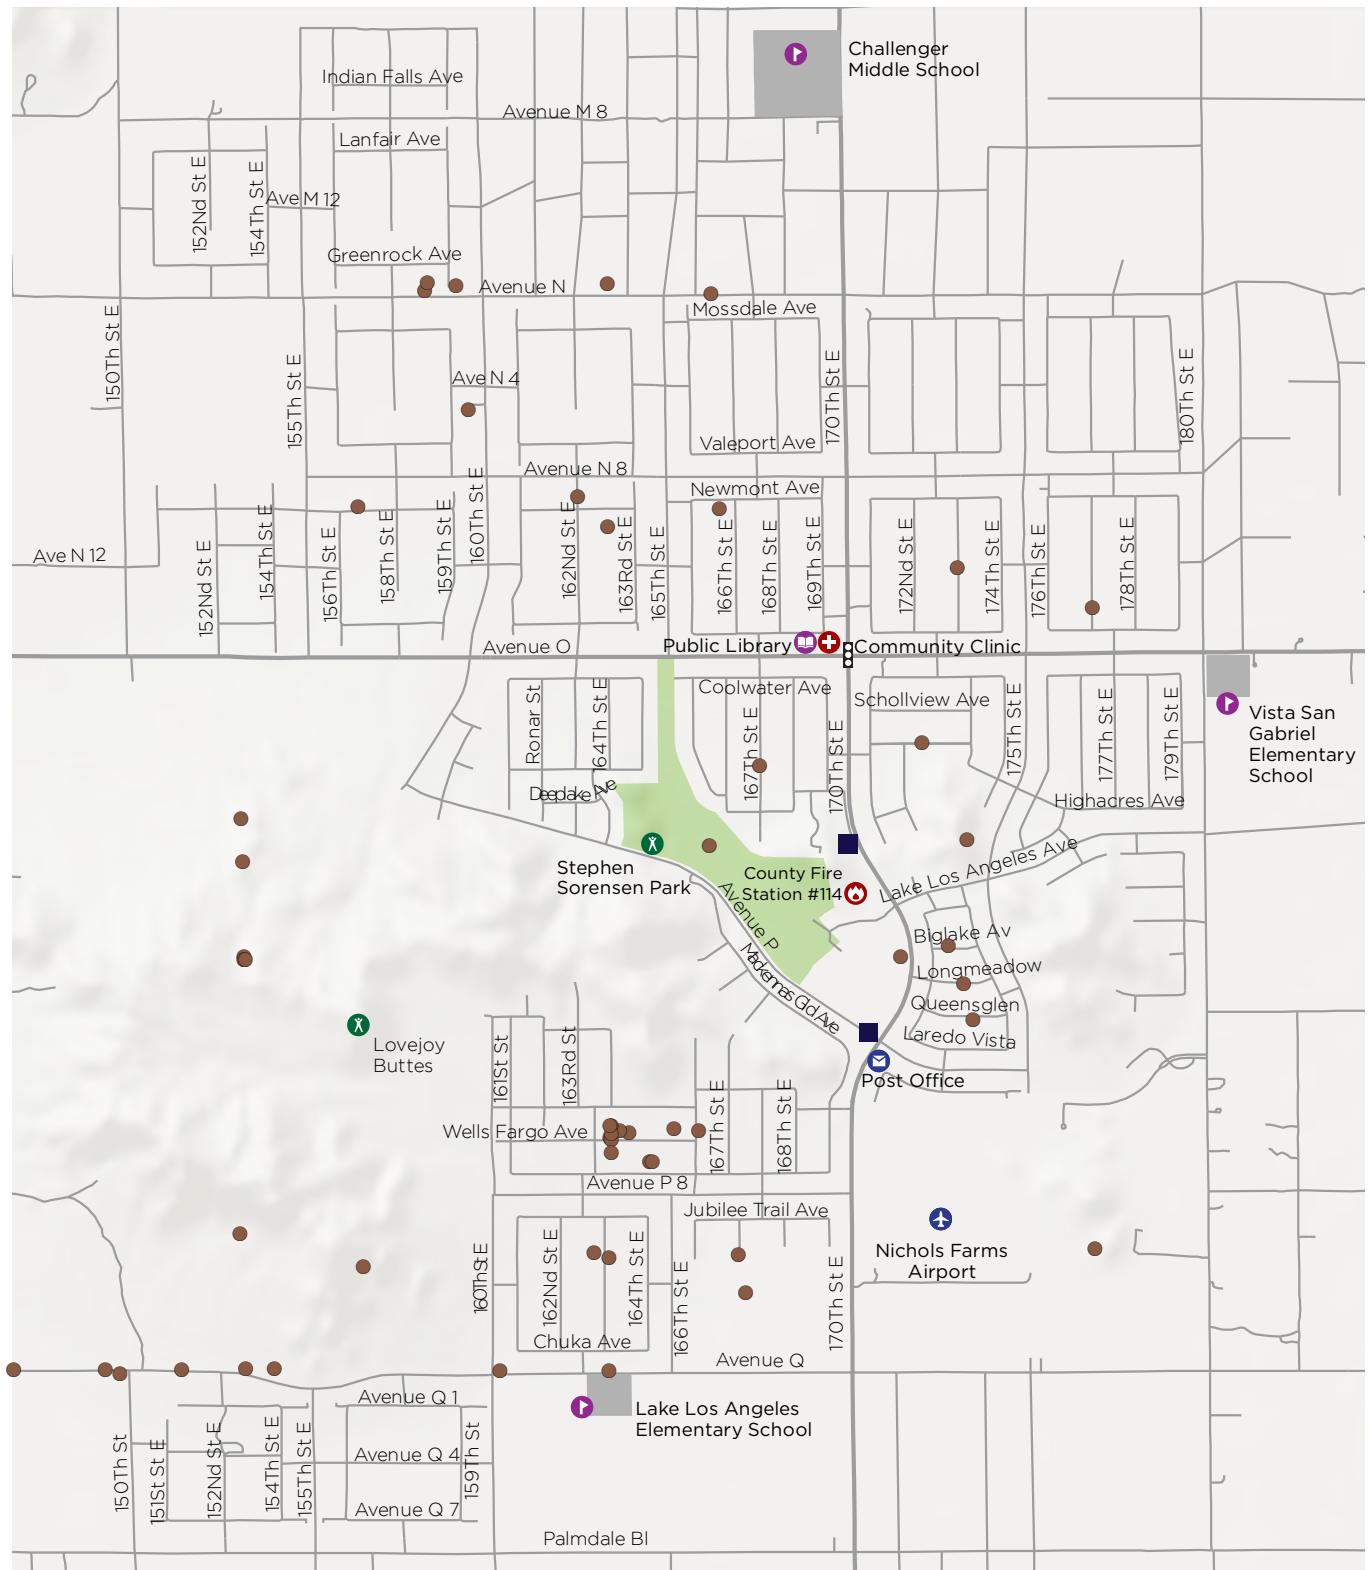 Challenger
Middle School
Indian Falls Ave
Avenue M 8
Lanfair Ave
152Nd St E
154Th St E
Ave M 12
Greenrock Ave
Avenue N
Mossdale Ave
150Th St E
155Th St E
170Th St E
180Th St E
Ave N 4
Valeport Ave
Avenue N 8
Newmont Ave
160Th St E
Ave N 12
152Nd St E
154Th St E
156Th St E
158Th St E
159Th St E
162Nd St E
163Rd St E
165Th St E
166Th St E
168Th St E
169Th St E
172Nd St E
174Th St E
176Th St E
178Th St E
Avenue O
Public Library
Community Clinic
Ronar St
164Th St E
Coolwater Ave
167Th St E
170Th St E
Schollview Ave
175Th St E
177Th St E
179Th St E
Vista San
Gabriel
Elementary
School
Deeplake Ave
Highacres Ave
Stephen
Sorensen Park
County Fire
Station #114
Lake Los Angeles Ave
Avenue P
Mackennas Gld Ave
Biglake Av
Longmeadow
Queensglen
Laredo Vista
Lovejoy
Buttes
161St St
163Rd St
Post Office
Wells Fargo Ave
167Th St E
168Th St E
Avenue P 8
Jubilee Trail Ave
160Th St E
162Nd St E
164Th St E
166Th St E
170Th St E
Nichols Farms
Airport
Chuka Ave
Avenue Q
Avenue Q 1
Lake Los Angeles
Elementary School
150Th St
151St St E
152Nd St E
154Th St E
155Th St E
Avenue Q 4
159Th St
Avenue Q 7
Palmdale Bl